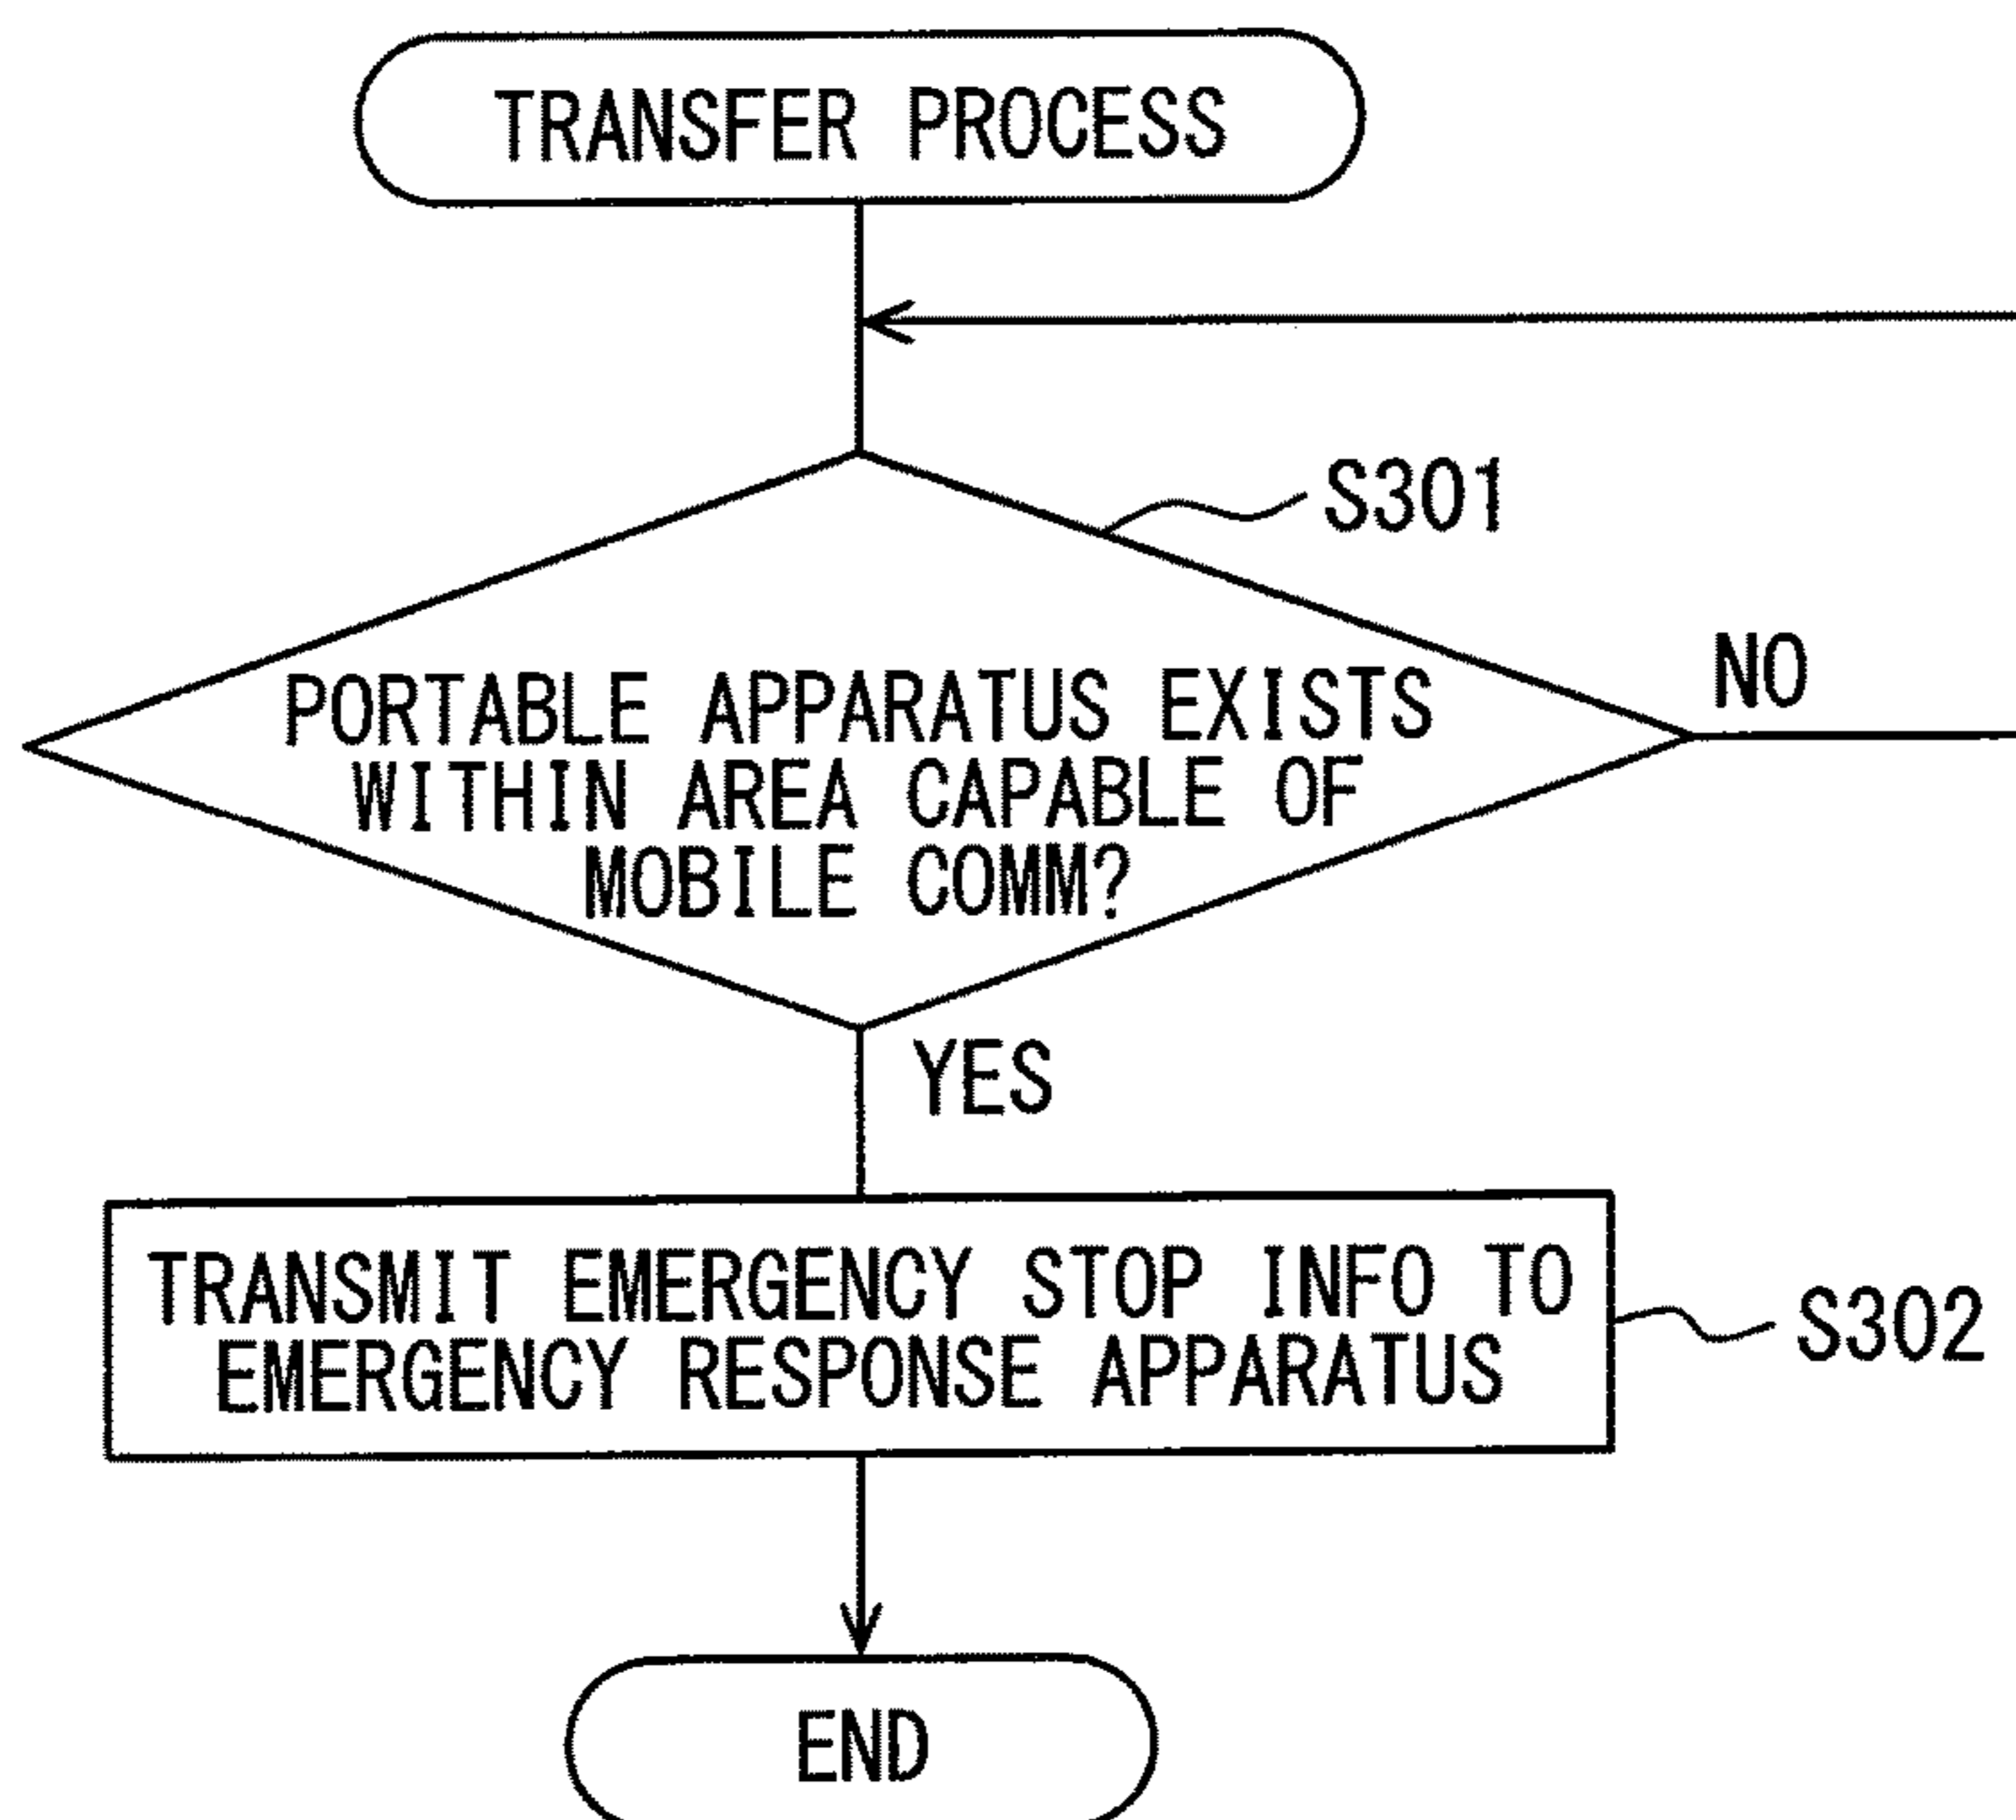 TRANSFER PROCESS
S301
PORTABLE APPARATUS EXISTS
WITHIN AREA CAPABLE OF
MOBILE COMM?
NO
YES
TRANSMIT EMERGENCY STOP INFO TO
EMERGENCY RESPONSE APPARATUS
S302
END